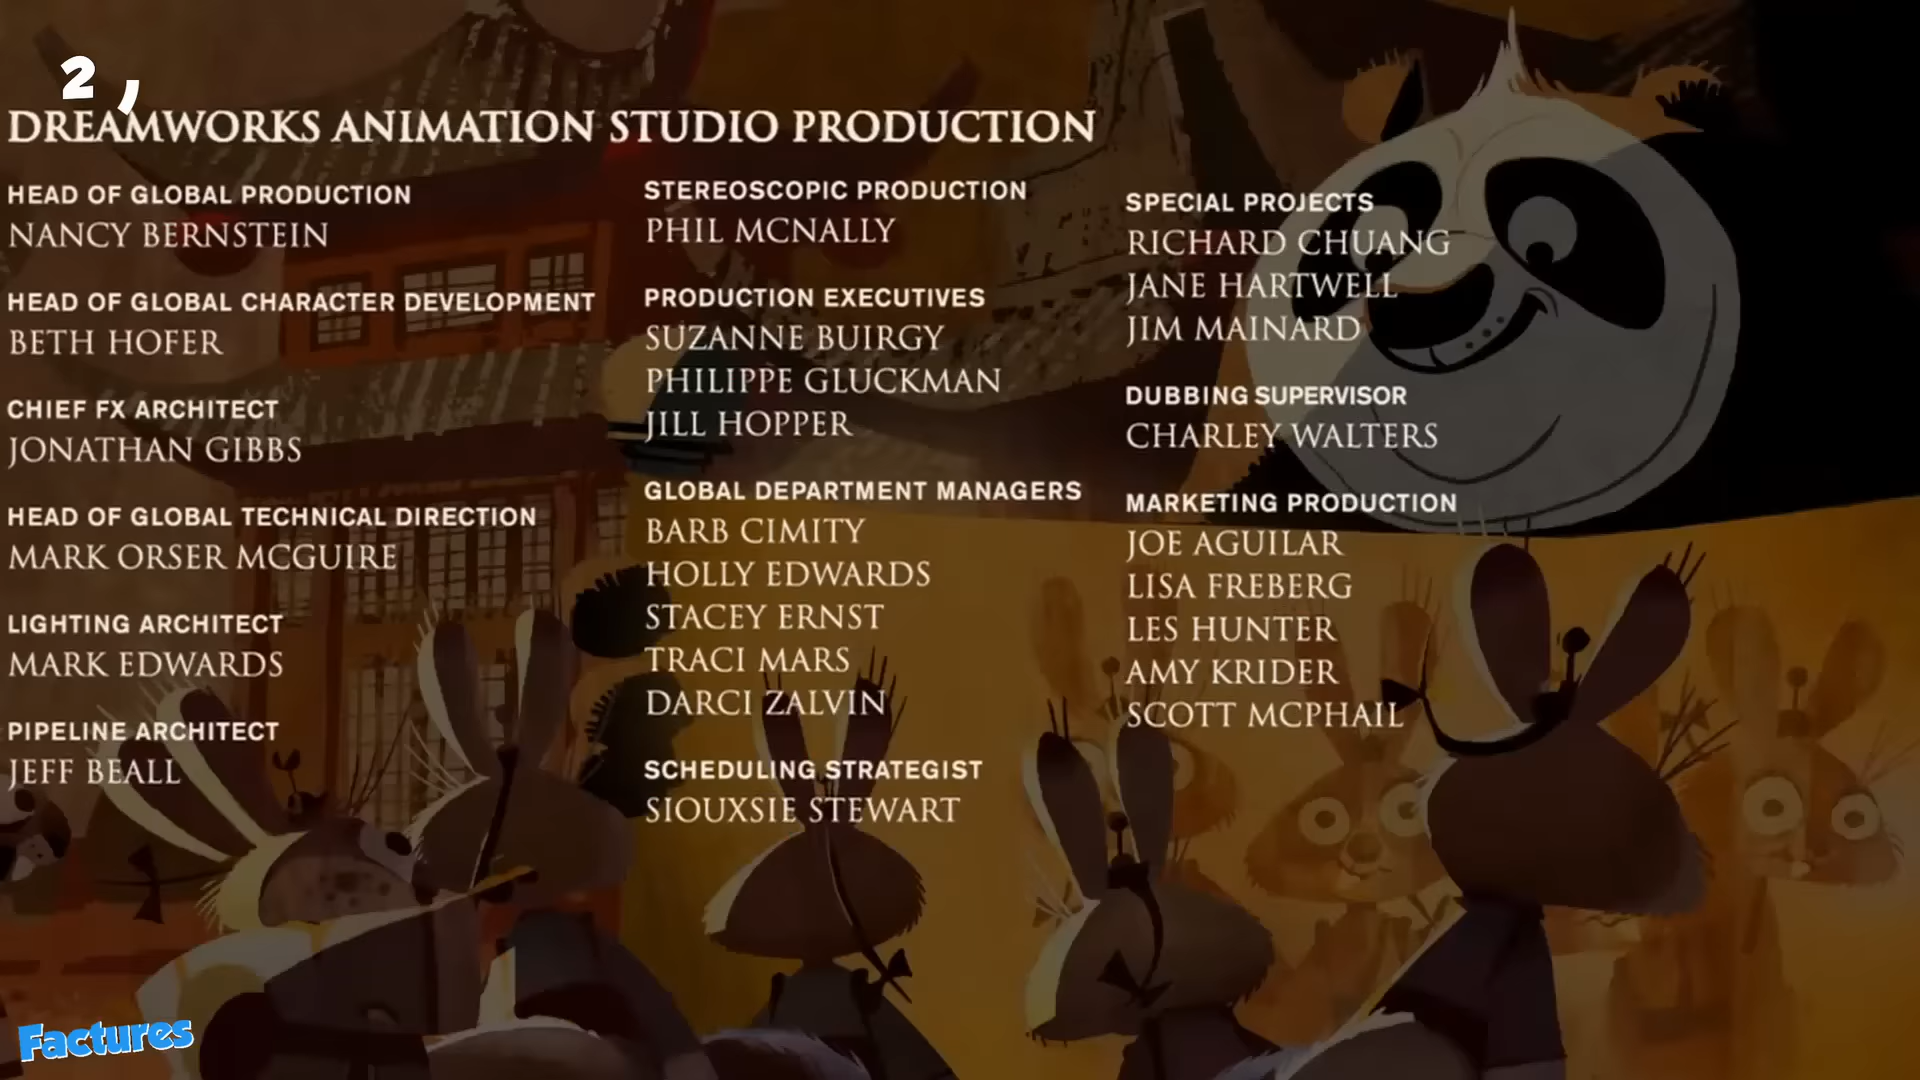 2,
DREAMWORKS ANIMATION STUDIO PRODUCTION
HEAD OF GLOBAL PRODUCTION
NANCY BERNSTEIN
HEAD OF GLOBAL CHARACTER DEVELOPMENT
BETH HOFER
CHIEF FX ARCHITECT
JONATHAN GIBBS
HEAD OF GLOBAL TECHNICAL DIRECTION
MARK ORSER MCGUIRE
LIGHTING ARCHITECT
MARK EDWARDS
PIPELINE ARCHITECT
JEFF BEALL
STEREOSCOPIC PRODUCTION
PHIL MCNALLY
PRODUCTION EXECUTIVES
SUZANNE BUIRGY
PHILIPPE GLUCKMAN
JILL HOPPER
GLOBAL DEPARTMENT MANAGERS
BARB CIMITY
HOLLY EDWARDS
STACEY ERNST
TRACI MARS
DARCI ZALVIN
SCHEDULING STRATEGIST
SIOUXSIE STEWART
SPECIAL PROJECTS
RICHARD CHUANG
JANE HARTWELL
JIM MAINARD
DUBBING SUPERVISOR
CHARLEY WALTERS
MARKETING PRODUCTION
JOE AGUILAR
LISA FREBERG
LES HUNTER
AMY KRIDER
SCOTT MCPHAIL
Factures